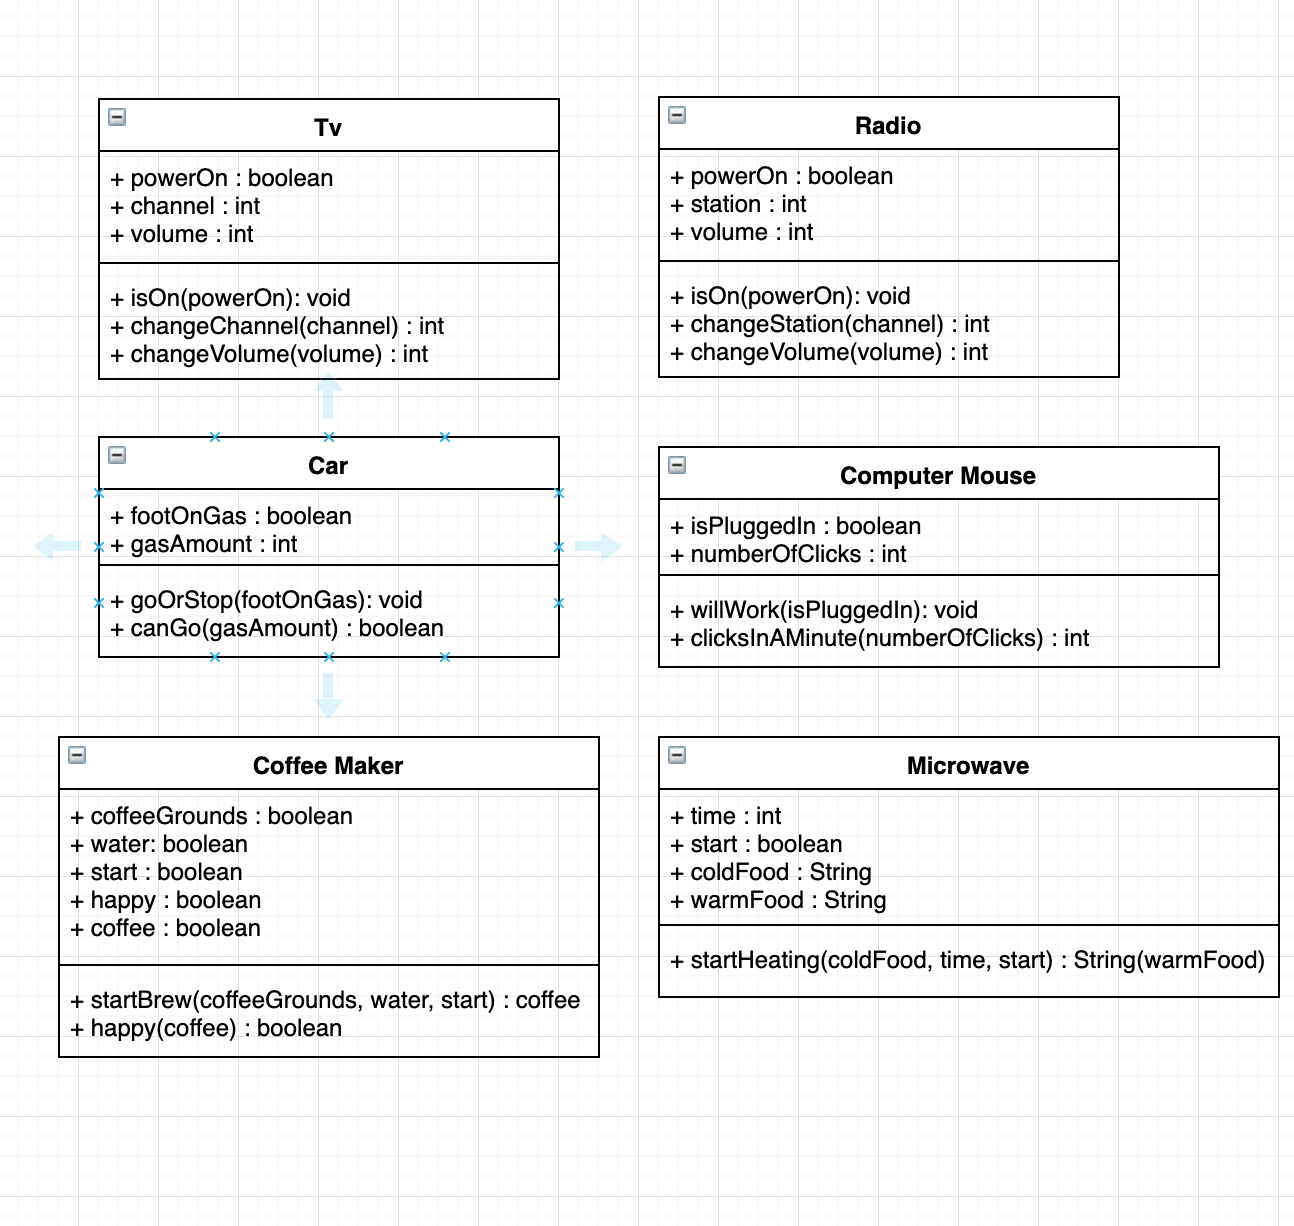 Tv
+ powerOn : boolean
+ channel : int
+ volume : int
+ isOn(powerOn): void
+ changeChannel(channel) : int
+ changeVolume(volume) : int
Radio
+ powerOn : boolean
+ station : int
+ volume : int
+ isOn(powerOn): void
+ changeStation(channel) : int
+ changeVolume(volume) : int
Car
+ footOnGas : boolean
+ gasAmount : int
+ goOrStop(footOnGas): void
+ canGo(gasAmount) : boolean
Computer Mouse
+ isPluggedIn : boolean
+ numberOfClicks : int
+ willWork(isPluggedIn): void
+ clicksInAMinute(numberOfClicks) : int
Coffee Maker
+ coffeeGrounds : boolean
+ water: boolean
+ start : boolean
+ happy : boolean
+ coffee : boolean
+ startBrew(coffeeGrounds, water, start) : coffee
+ happy(coffee) : boolean
Microwave
+ time : int
+ start : boolean
+ coldFood : String
+ warmFood : String
+ startHeating(coldFood, time, start) : String(warmFood)